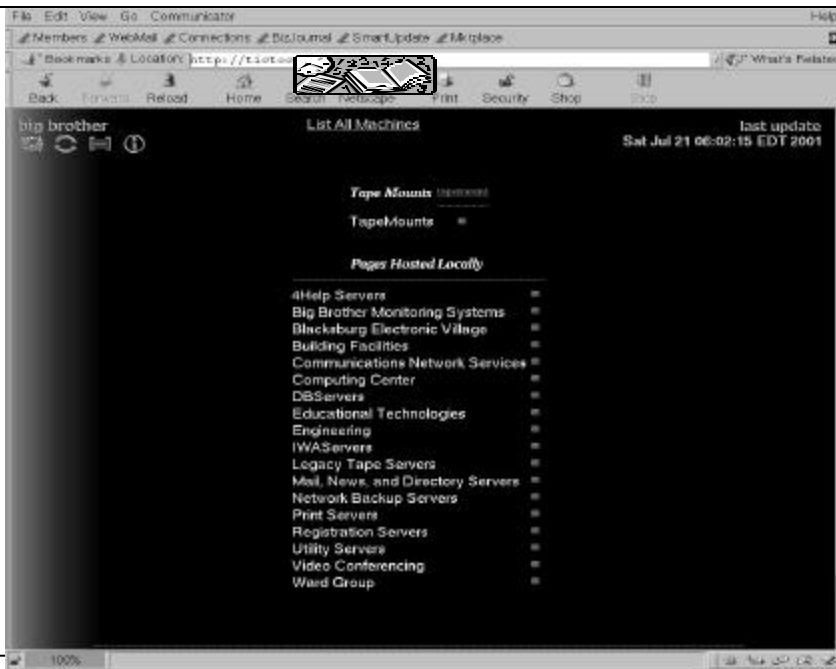 File Edit View Go Communicator Help
Members WebMail Connections BizJournal SmartUpdate Mktplace
Bookmarks Location: http:// What's Related
Back Forward Reload Home Search Netscape Print Security Shop Stop
big brother
List All Machines
last update
Sat Jul 21 06:02:15 EDT 2001
Tape Mounts
TapeMounts
Pages Hosted Locally
4Help Servers
Big Brother Monitoring Systems
Blacksburg Electronic Village
Building Facilities
Communications Network Services
Computing Center
DBServers
Educational Technologies
Engineering
IWAServers
Legacy Tape Servers
Mail, News, and Directory Servers
Network Backup Servers
Print Servers
Registration Servers
Utility Servers
Video Conferencing
Ward Group
100%